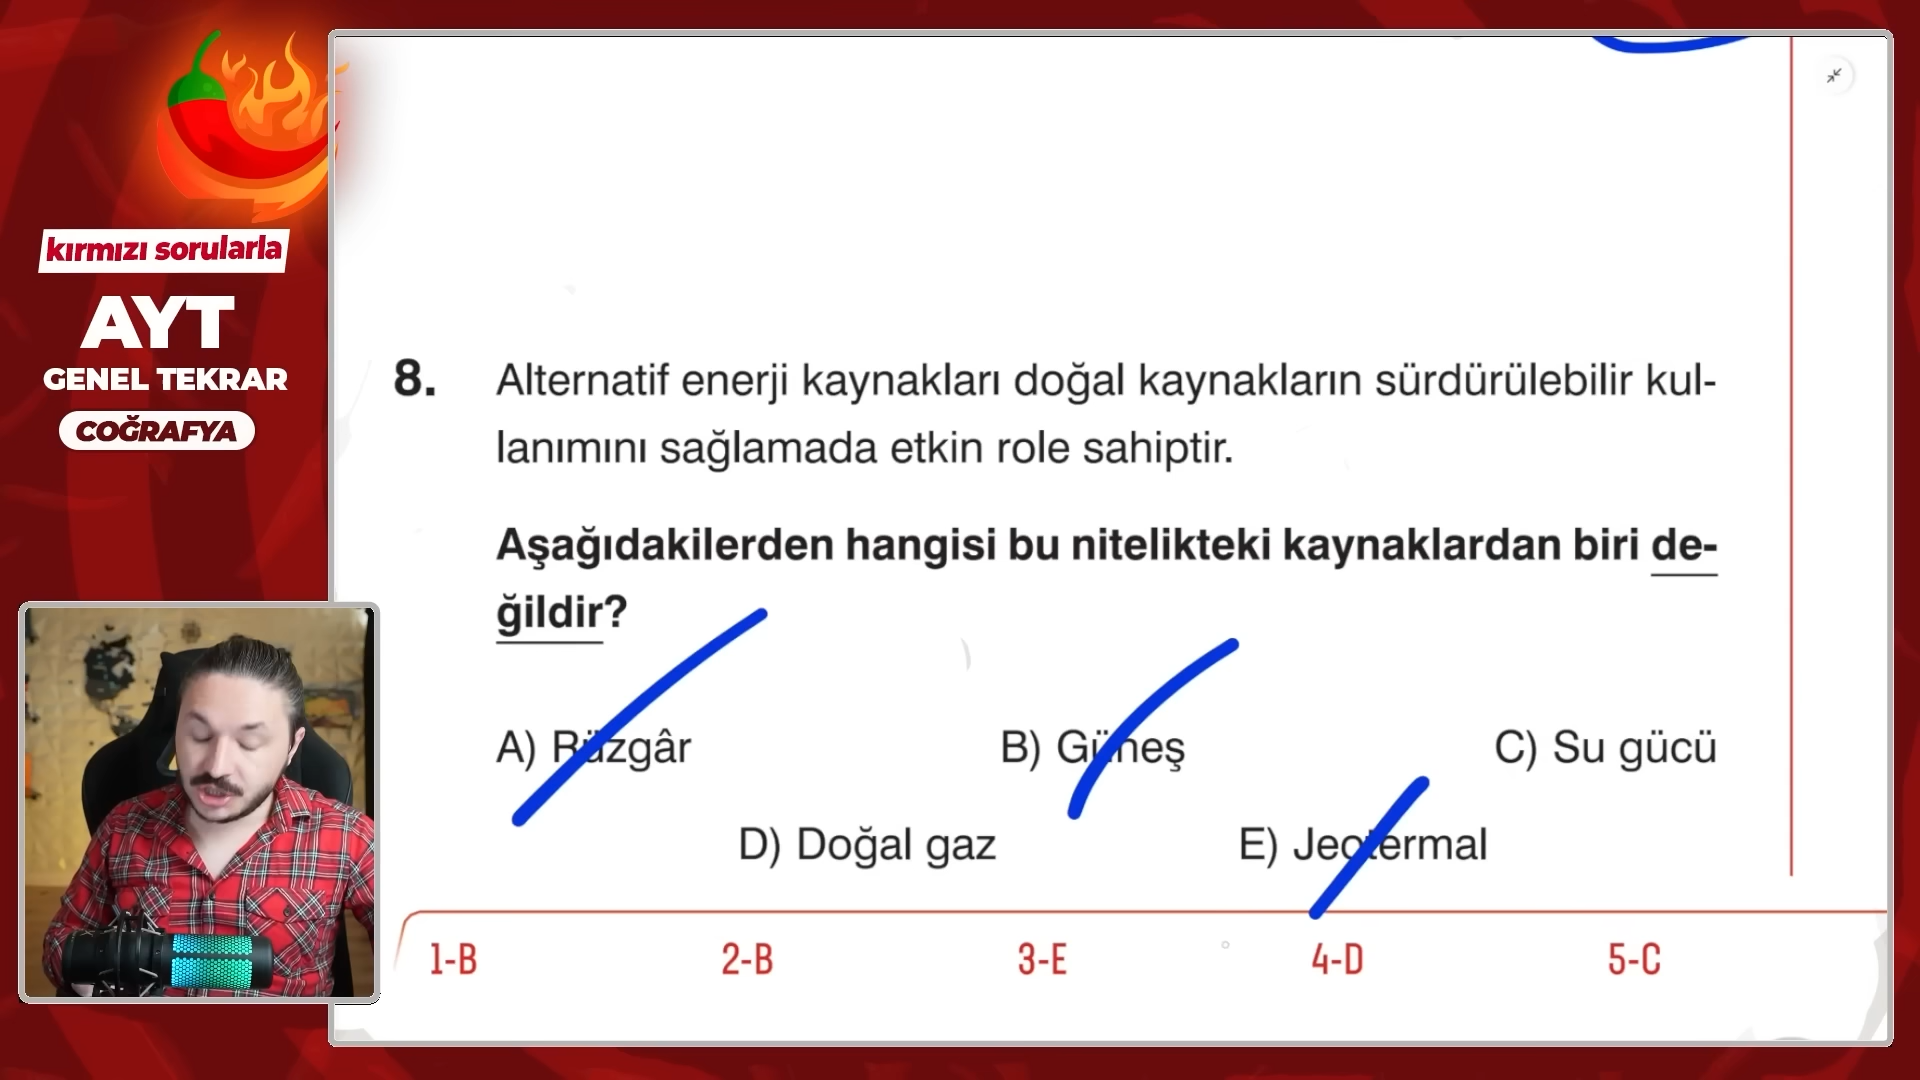 kırmızı sorularla
AYT
GENEL TEKRAR
COĞRAFYA
8. Alternatif enerji kaynakları doğal kaynakların sürdürülebilir kul-
lanımını sağlamada etkin role sahiptir.
Aşağıdakilerden hangisi bu nitelikteki kaynaklardan biri de-
ğildir?
A) Rüzgâr B) Güneş C) Su gücü
D) Doğal gaz E) Jeotermal
1-B 2-B 3-E 4-D 5-C